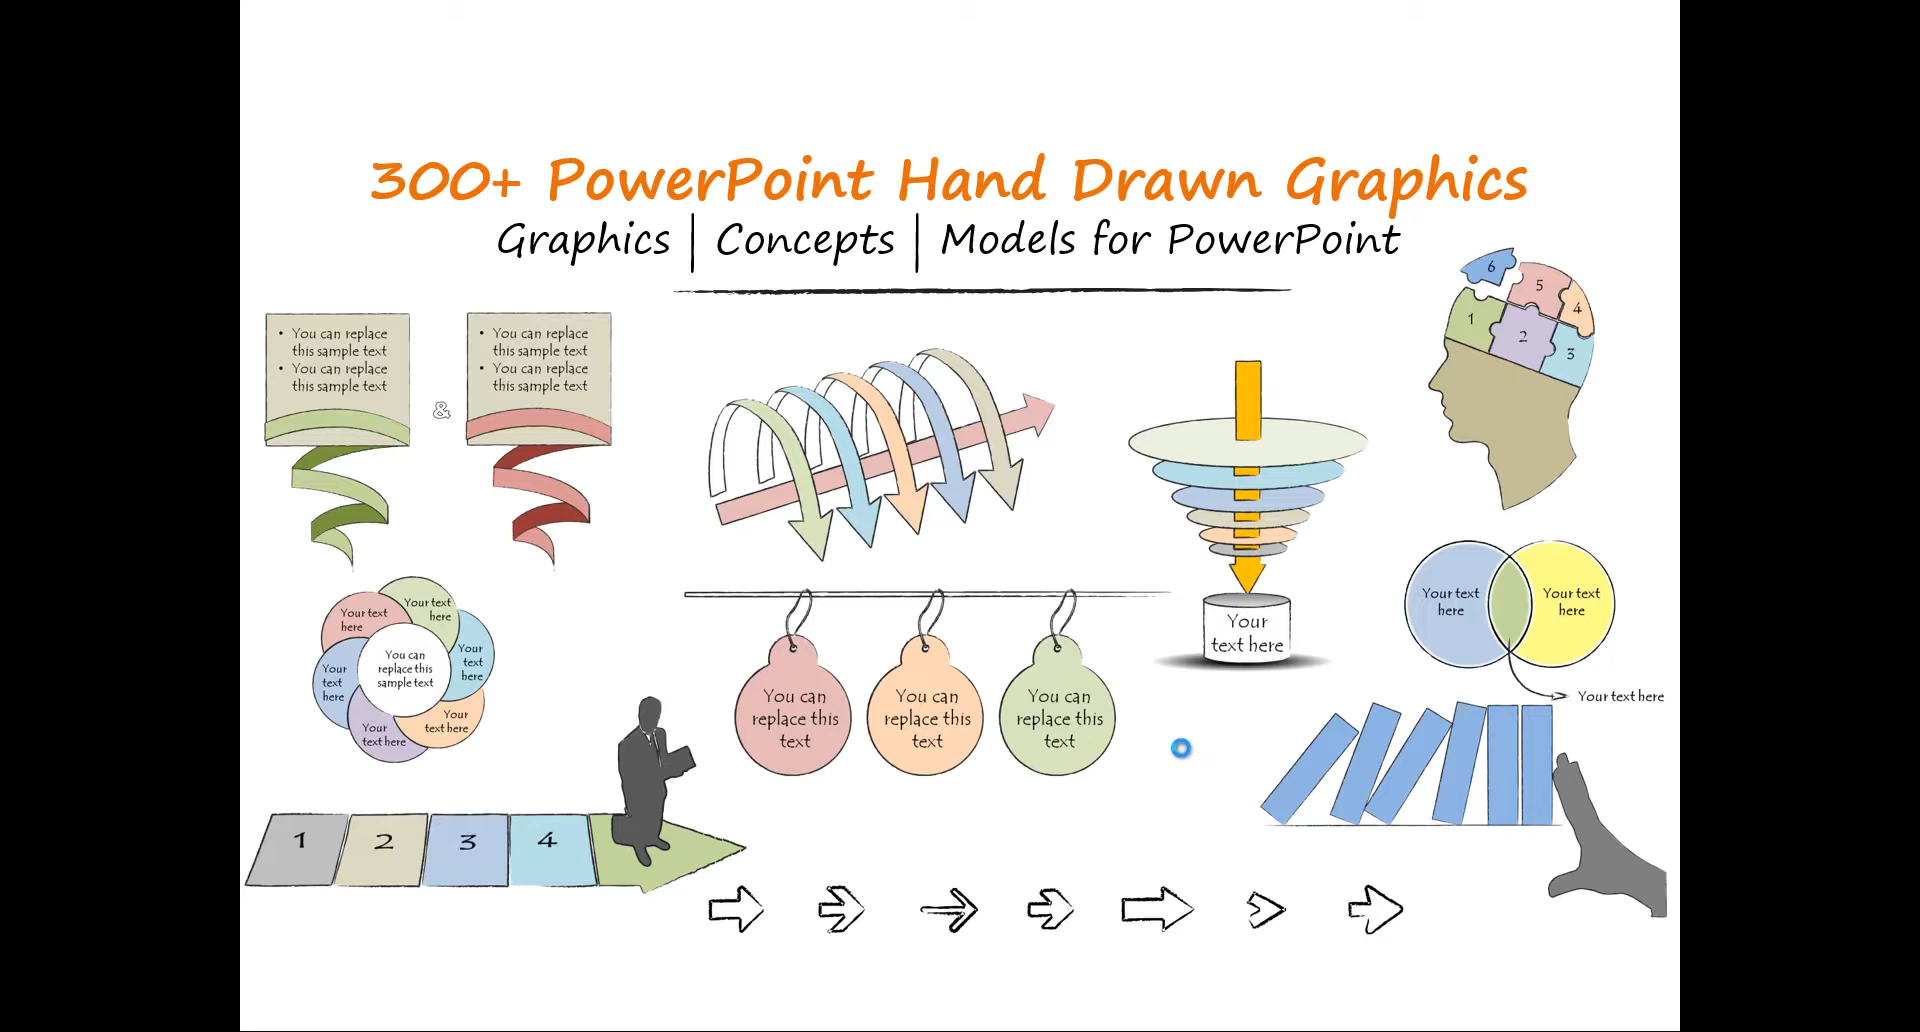 300+ PowerPoint Hand Drawn Graphics
Graphics | Concepts | Models for PowerPoint
• You can replace
this sample text
• You can replace
this sample text
&
• You can replace
this sample text
• You can replace
this sample text
6
5
4
1
2
3
Your text
here
Your text
here
Your
text
here
Your
text here
Your
text here
Your
text
here
You can
replace this
sample text
You can
replace this
text
You can
replace this
text
You can
replace this
text
Your
text here
Your text
here
Your text
here
Your text here
1
2
3
4